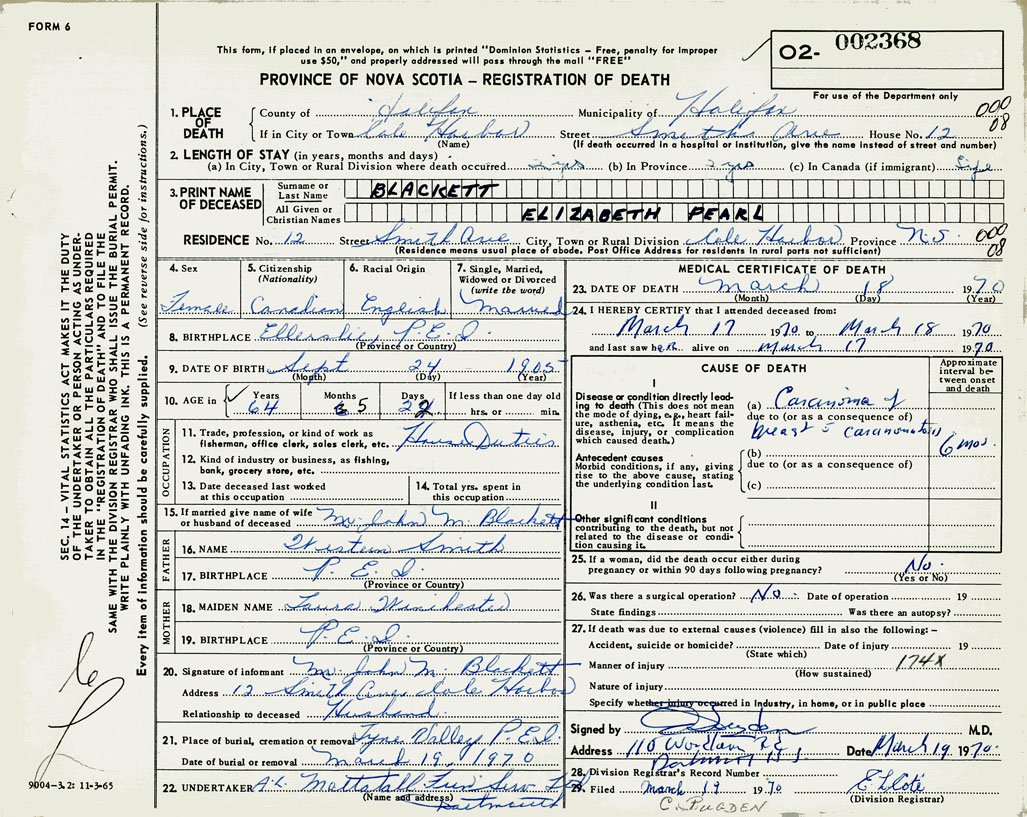 FORM 6
This form, if placed in an envelope, on which is printed "Dominion Statistics – Free, penalty for improper
use $50," and properly addressed will pass through the mail "FREE"
02- 002368
PROVINCE OF NOVA SCOTIA – REGISTRATION OF DEATH
For use of the Department only
000
08
1. PLACE OF DEATH
County of Halifax Municipality of Halifax
If in City or Town Cole Harbor Street Smiths Ave House No. 12
(Name) (If death occurred in a hospital or institution, give the name instead of street and number)
2. LENGTH OF STAY (in years, months and days)
(a) In City, Town or Rural Division where death occurred 2 yrs (b) In Province 2 yrs (c) In Canada (if immigrant) Life
3. PRINT NAME OF DECEASED
Surname or Last Name BLACKETT
All Given or Christian Names ELIZABETH PEARL
RESIDENCE No. 12 Street Smith Ave City, Town or Rural Division Cole Harbor Province N.S.
(Residence means usual place of abode. Post Office Address for residents in rural parts not sufficient)
000
08
4. Sex Female
5. Citizenship (Nationality) Canadian
6. Racial Origin English
7. Single, Married, Widowed or Divorced (write the word) Married
8. BIRTHPLACE Ellerslie, P.E.I.
(Province or Country)
9. DATE OF BIRTH Sept 24 1905
(Month) (Day) (Year)
10. AGE in Years 64 Months 5 Days 22 If less than one day old
hrs. or min.
OCCUPATION
11. Trade, profession, or kind of work as
fisherman, office clerk, sales clerk, etc. House Duties
12. Kind of industry or business, as fishing,
bank, grocery store, etc.
13. Date deceased last worked
at this occupation
14. Total yrs. spent in
this occupation
15. If married give name of wife
or husband of deceased Mr. John M. Blackett
FATHER
16. NAME Smith
17. BIRTHPLACE P.E.I.
(Province or Country)
MOTHER
18. MAIDEN NAME Laura Winchester
19. BIRTHPLACE P.E.I.
(Province or Country)
20. Signature of informant Mr. John M. Blackett
Address 12 Smith Ave Cole Harbor
Relationship to deceased Husband
21. Place of burial, cremation or removal Tyne Valley P.E.I.
Date of burial or removal March 19, 1970
22. UNDERTAKER A.L. Mattatall Fun Serv Ltd
(Name and address) Dartmouth
MEDICAL CERTIFICATE OF DEATH
23. DATE OF DEATH March 18 1970
(Month) (Day) (Year)
24. I HEREBY CERTIFY that I attended deceased from:
March 17 1970 to March 18 1970
and last saw her alive on March 17 1970
CAUSE OF DEATH
Approximate interval between onset and death
I
Disease or condition directly leading to death (This does not
mean the mode of dying, e.g., heart failure, asthenia, etc. It means the
disease, injury, or complication
which caused death.)
(a) Carcinoma of
due to (or as a consequence of)
breast c carcinomatosis
6 mos.
Antecedent causes
Morbid conditions, if any, giving
rise to the above cause, stating
the underlying condition last.
(b)
due to (or as a consequence of)
(c)
II
Other significant conditions
contributing to the death, but not
related to the disease or condition causing it.
25. If a woman, did the death occur either during
pregnancy or within 90 days following pregnancy? No
(Yes or No)
26. Was there a surgical operation? No Date of operation 19
State findings Was there an autopsy?
27. If death was due to external causes (violence) fill in also the following:–
Accident, suicide or homicide? Date of injury 19
(State which)
Manner of injury 174X
(How sustained)
Nature of injury
Specify whether injury occurred in Industry, in home, or in public place
Signed by M.D.
Address 110 Date March 19 1970
28. Division Registrar's Record Number
29. Filed March 19 1970 E L Coté
(Division Registrar)
C. PUGDEN
SEC. 14 – VITAL STATISTICS ACT MAKES IT THE DUTY
OF THE UNDERTAKER OR PERSON ACTING AS UNDER-
TAKER TO OBTAIN ALL THE PARTICULARS REQUIRED
IN THE "REGISTRATION OF DEATH" AND TO FILE THE
SAME WITH THE DIVISION REGISTRAR WHO SHALL ISSUE THE BURIAL PERMIT.
WRITE PLAINLY WITH UNFADING INK, THIS IS A PERMANENT RECORD.
Every item of information should be carefully supplied. (See reverse side for instructions.)
9004-3.2: 11-3-65